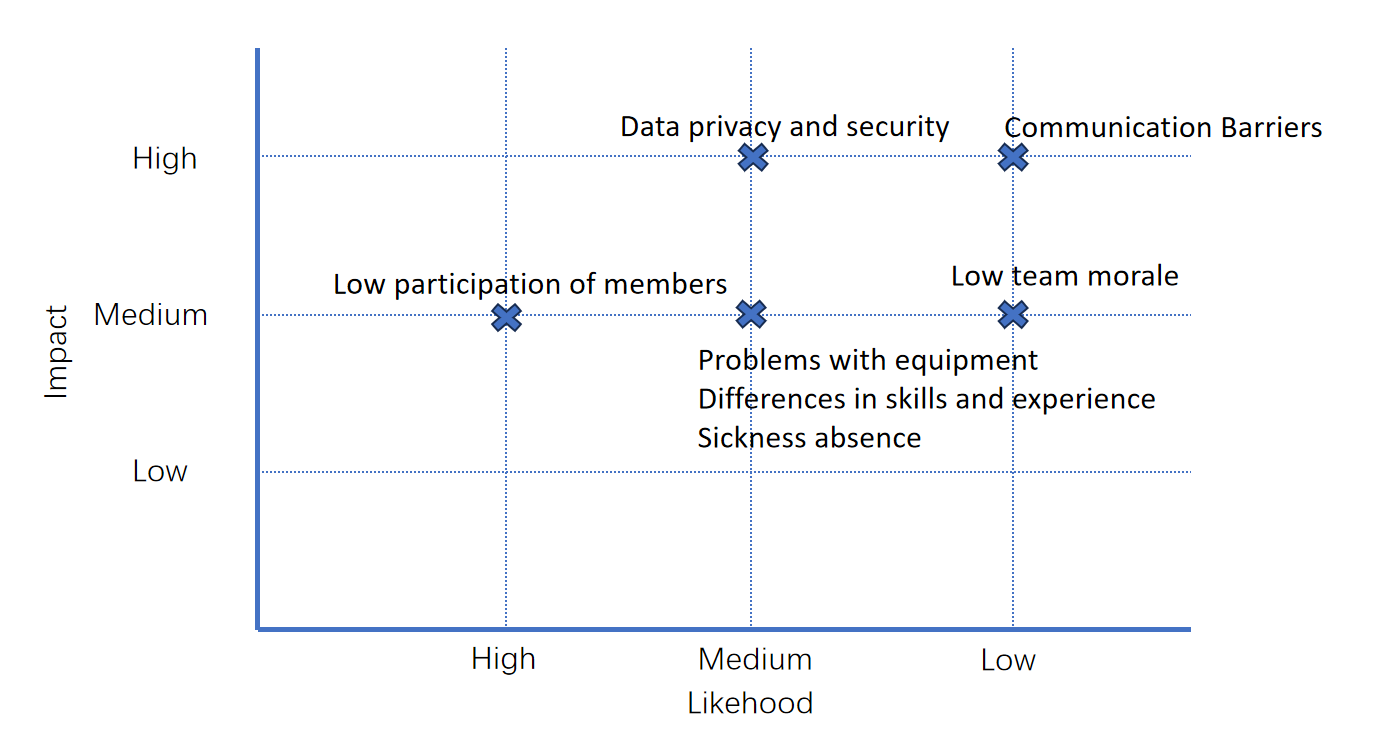 Data privacy and security
Communication Barriers
High
Low participation of members
Low team morale
Medium
Impact
Problems with equipment
Differences in skills and experience
Sickness absence
Low
High
Medium
Low
Likehood